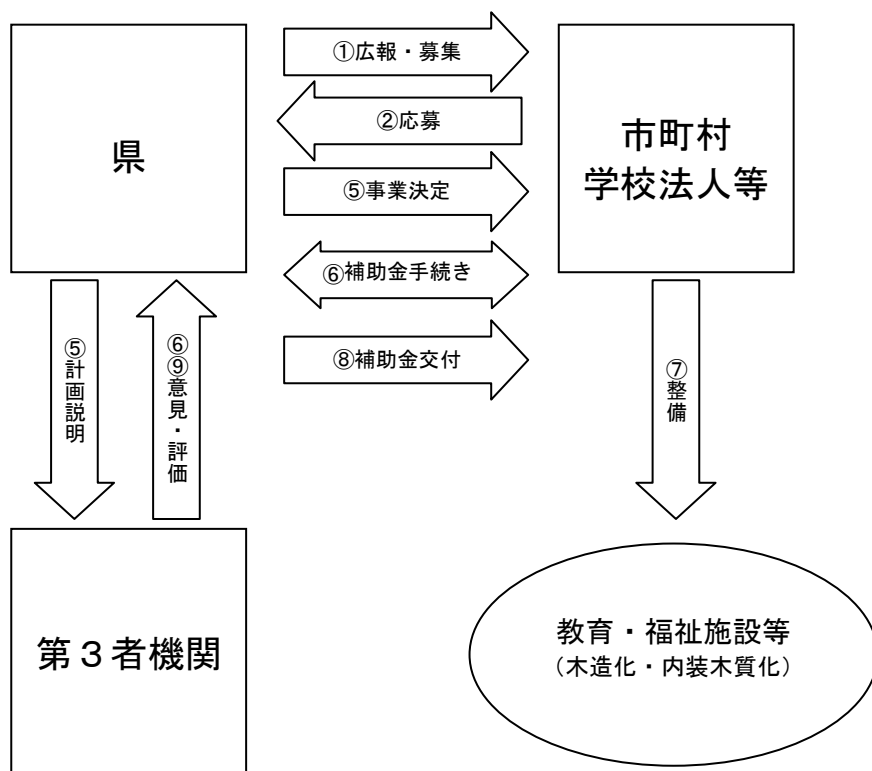 ①広報・募集
②応募
県
市町村
学校法人等
⑤事業決定
⑥補助金手続き
⑧補助金交付
⑤計画説明
⑥⑨意見・評価
⑦整備
第３者機関
教育・福祉施設等
（木造化・内装木質化）